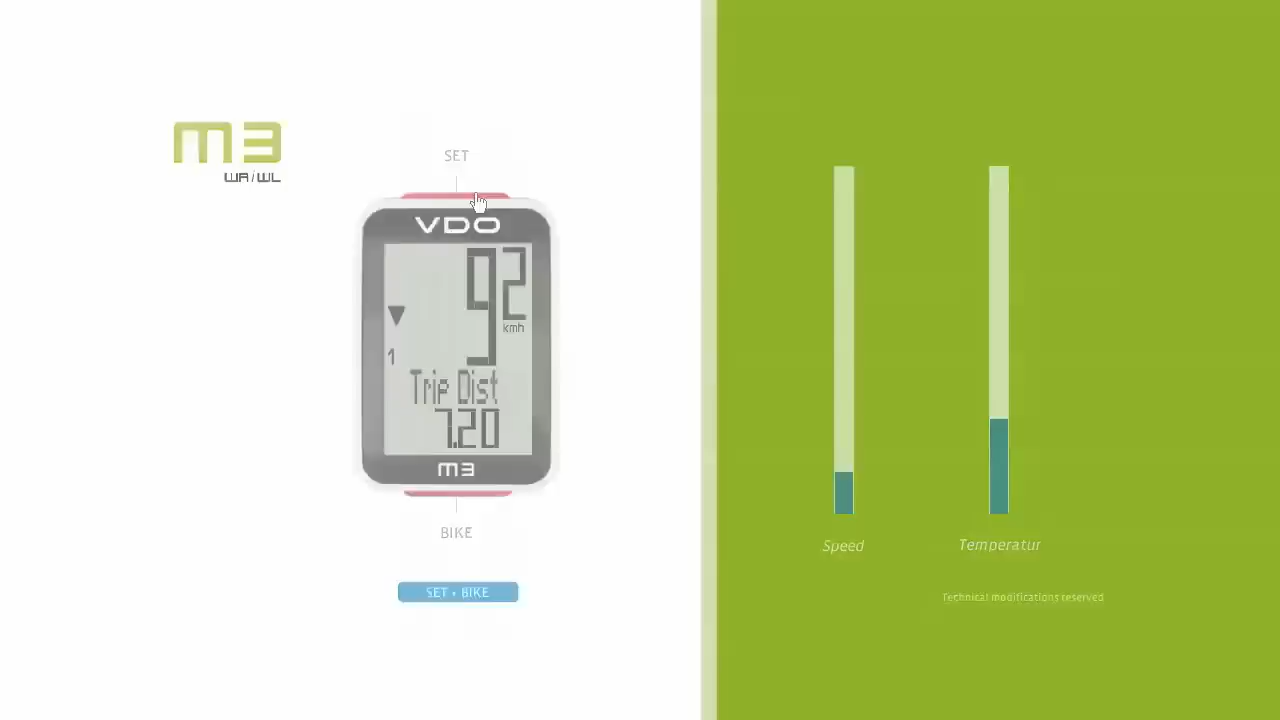 m3
WA/WL
SET
VDO
92
kmh
1
Trip Dist
7.20
m3
BIKE
SET + BIKE
Speed
Temperatur
Technical modifications reserved